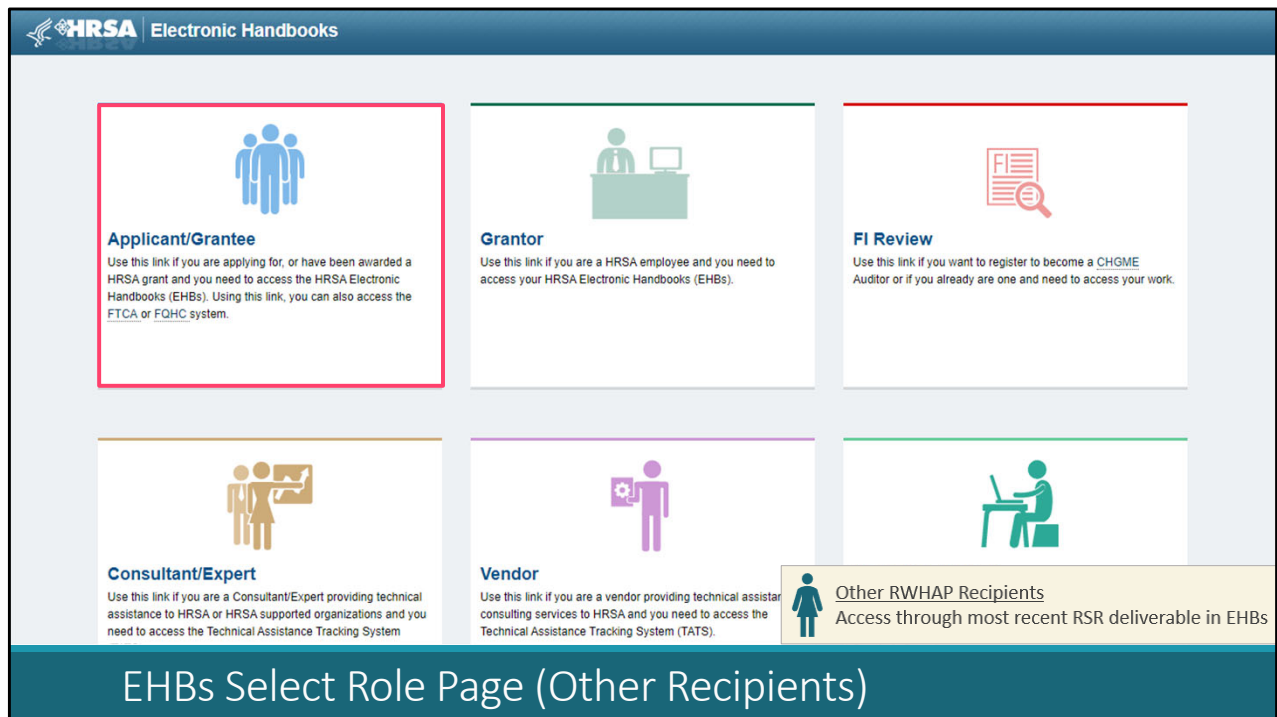 HRSA Electronic Handbooks
Applicant/Grantee
Use this link if you are applying for, or have been awarded a
HRSA grant and you need to access the HRSA Electronic
Handbooks (EHBs). Using this link, you can also access the
FTCA or FQHC system.
Grantor
Use this link if you are a HRSA employee and you need to
access your HRSA Electronic Handbooks (EHBs).
FI
FI Review
Use this link if you want to register to become a CHGME
Auditor or if you already are one and need to access your work.
Consultant/Expert
Use this link if you are a Consultant/Expert providing technical
assistance to HRSA or HRSA supported organizations and you
need to access the Technical Assistance Tracking System
Vendor
Use this link if you are a vendor providing technical assistan
consulting services to HRSA and you need to access the
Technical Assistance Tracking System (TATS).
Other RWHAP Recipients
Access through most recent RSR deliverable in EHBs
EHBs Select Role Page (Other Recipients)